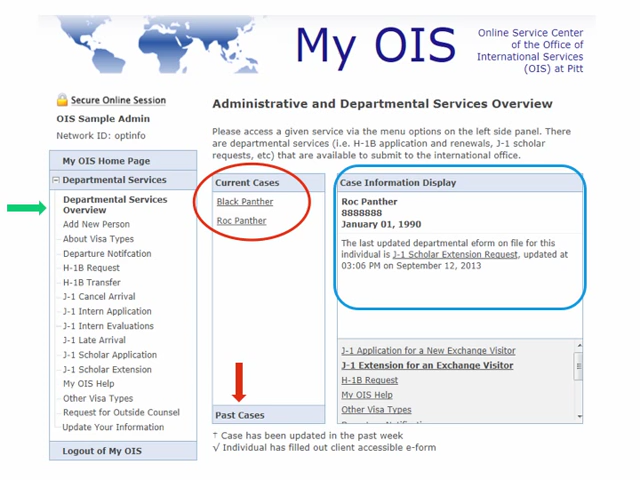 My OIS
Online Service Center
of the Office of
International Services
(OIS) at Pitt
Secure Online Session
OIS Sample Admin
Network ID: optinfo
My OIS Home Page
Departmental Services
Departmental Services
Overview
Add New Person
About Visa Types
Departure Notifcation
H-1B Request
H-1B Transfer
J-1 Cancel Arrival
J-1 Intern Application
J-1 Intern Evaluations
J-1 Late Arrival
J-1 Scholar Application
J-1 Scholar Extension
My OIS Help
Other Visa Types
Request for Outside Counsel
Update Your Information
Logout of My OIS
Administrative and Departmental Services Overview
Please access a given service via the menu options on the left side panel. There
are departmental services (i.e. H-1B application and renewals, J-1 scholar
requests, etc) that are available to submit to the international office.
Current Cases
Black Panther
Roc Panther
Past Cases
Case Information Display
Roc Panther
8888888
January 01, 1990
The last updated departmental eform on file for this
individual is J-1 Scholar Extension Request, updated at
03:06 PM on September 12, 2013
J-1 Application for a New Exchange Visitor
J-1 Extension for an Exchange Visitor
H-1B Request
My OIS Help
Other Visa Types
† Case has been updated in the past week
√ Individual has filled out client accessible e-form